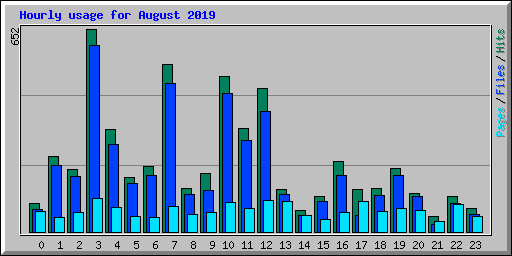 Hourly usage for August 2019
652
Pages/Files/Hits
0 1 2 3 4 5 6 7 8 9 10 11 12 13 14 15 16 17 18 19 20 21 22 23